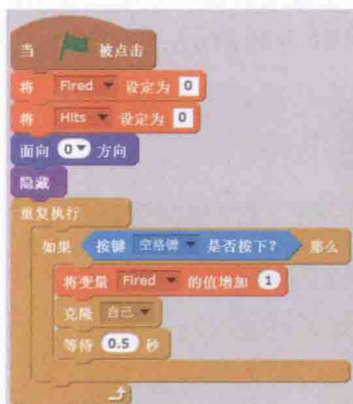 当 被点击
将 Fired 设定为 0
将 Hits 设定为 0
面向 0 方向
隐藏
重复执行
如果 按键 空格键 是否按下? 那么
将变量 Fired 的值增加 1
克隆 自己
等待 0.5 秒